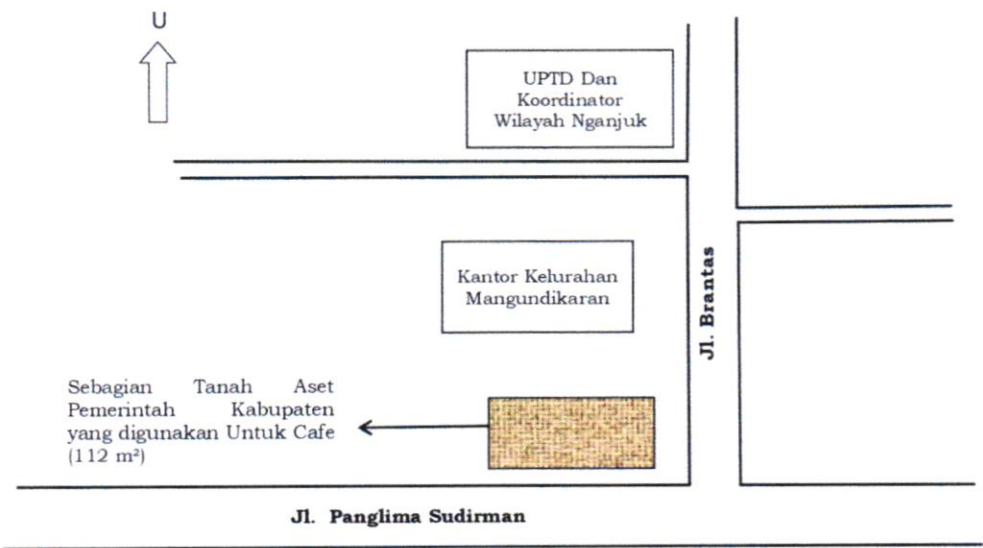 U
UPTD Dan
Koordinator
Wilayah Nganjuk
Kantor Kelurahan
Mangundikaran
Jl. Brantas
Sebagian Tanah Aset
Pemerintah Kabupaten
yang digunakan Untuk Cafe
(112 m²)
Jl. Panglima Sudirman